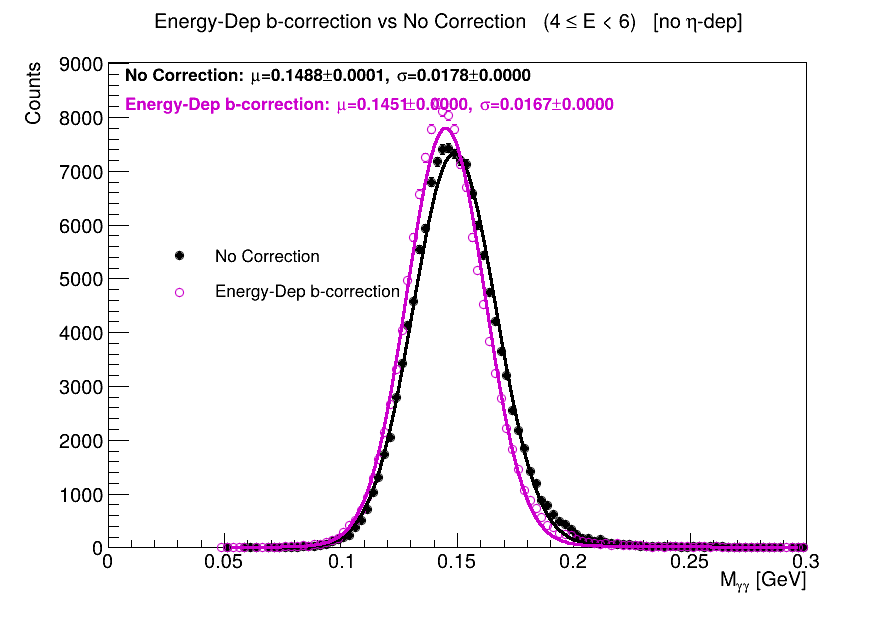 Energy-Dep b-correction vs No Correction (4 ≤ E < 6) [no η-dep]
Counts
No Correction: μ=0.1488±0.0001, σ=0.0178±0.0000
Energy-Dep b-correction: μ=0.1451±0.0000, σ=0.0167±0.0000
9000
8000
7000
6000
5000
4000
3000
2000
1000
0
No Correction
Energy-Dep b-correction
0 0.05 0.1 0.15 0.2 0.25 0.3
Mγγ [GeV]